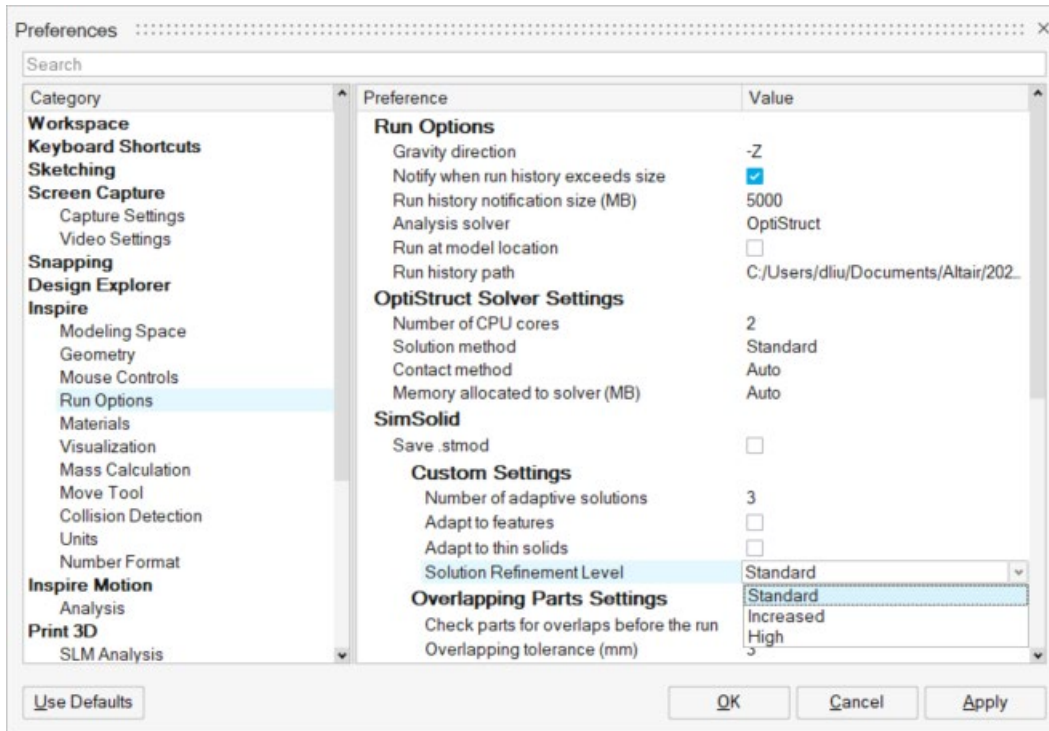 Preferences
Search
Category
Workspace
Keyboard Shortcuts
Sketching
Screen Capture
Capture Settings
Video Settings
Snapping
Design Explorer
Inspire
Modeling Space
Geometry
Mouse Controls
Run Options
Materials
Visualization
Mass Calculation
Move Tool
Collision Detection
Units
Number Format
Inspire Motion
Analysis
Print 3D
SLM Analysis
Preference Value
Run Options
Gravity direction -Z
Notify when run history exceeds size
Run history notification size (MB) 5000
Analysis solver OptiStruct
Run at model location
Run history path C:/Users/dliu/Documents/Altair/202...
OptiStruct Solver Settings
Number of CPU cores 2
Solution method Standard
Contact method Auto
Memory allocated to solver (MB) Auto
SimSolid
Save .stmod
Custom Settings
Number of adaptive solutions 3
Adapt to features
Adapt to thin solids
Solution Refinement Level Standard
Standard
Increased
High
Overlapping Parts Settings
Check parts for overlaps before the run
Overlapping tolerance (mm)
Use Defaults
OK Cancel Apply